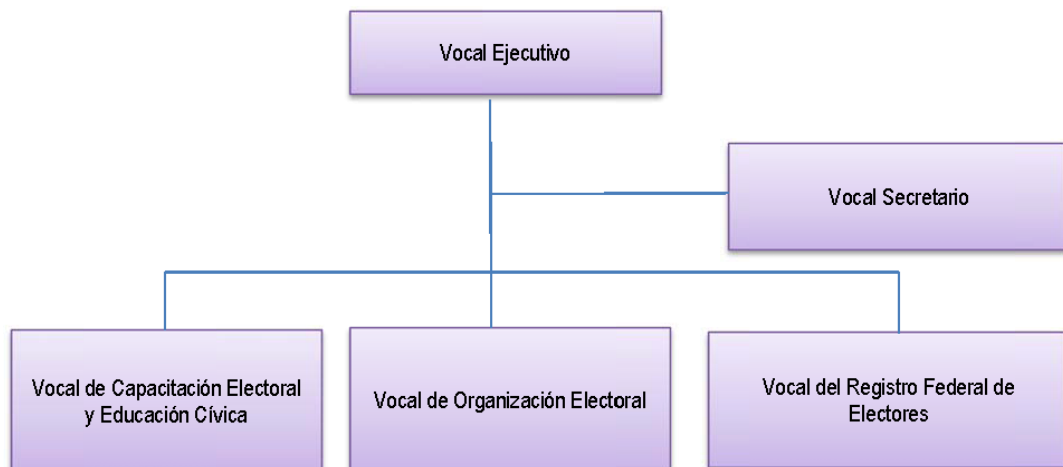 Vocal Ejecutivo
Vocal Secretario
Vocal de Capacitación Electoral
y Educación Cívica
Vocal de Organización Electoral
Vocal del Registro Federal de
Electores